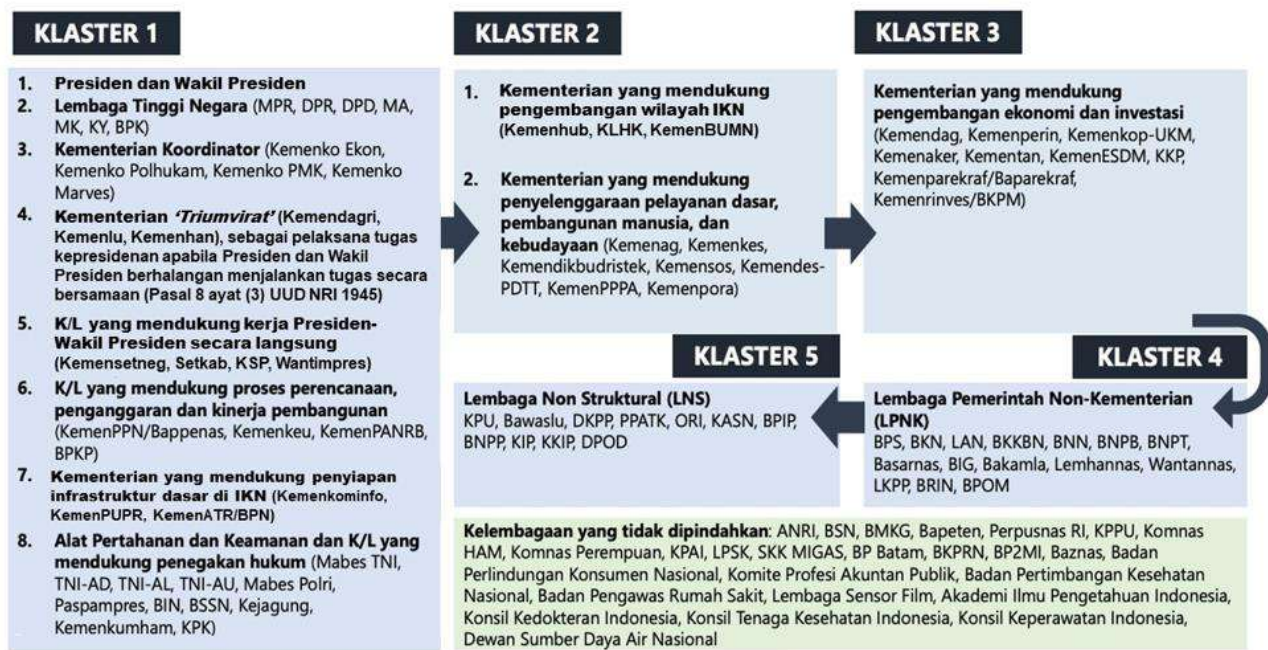 KLASTER 1
1. Presiden dan Wakil Presiden
2. Lembaga Tinggi Negara (MPR, DPR, DPD, MA,
MK, KY, BPK)
3. Kementerian Koordinator (Kemenko Ekon,
Kemenko Polhukam, Kemenko PMK, Kemenko
Marves)
4. Kementerian ‘Triumvirat’ (Kemendagri,
Kemenlu, Kemenhan), sebagai pelaksana tugas
kepresidenan apabila Presiden dan Wakil
Presiden berhalangan menjalankan tugas secara
bersamaan (Pasal 8 ayat (3) UUD NRI 1945)
5. K/L yang mendukung kerja Presiden-
Wakil Presiden secara langsung
(Kemensetneg, Setkab, KSP, Wantimpres)
6. K/L yang mendukung proses perencanaan,
penganggaran dan kinerja pembangunan
(KemenPPN/Bappenas, Kemenkeu, KemenPANRB,
BPKP)
7. Kementerian yang mendukung penyiapan
infrastruktur dasar di IKN (Kemenkominfo,
KemenPUPR, KemenATR/BPN)
8. Alat Pertahanan dan Keamanan dan K/L yang
mendukung penegakan hukum (Mabes TNI,
TNI-AD, TNI-AL, TNI-AU, Mabes Polri,
Paspampres, BIN, BSSN, Kejagung,
Kemenkumham, KPK)
KLASTER 2
1. Kementerian yang mendukung
pengembangan wilayah IKN
(Kemenhub, KLHK, KemenBUMN)
2. Kementerian yang mendukung
penyelenggaraan pelayanan dasar,
pembangunan manusia, dan
kebudayaan (Kemenag, Kemenkes,
Kemendikbudristek, Kemensos, Kemendes-
PDTT, KemenPPPA, Kemenpora)
KLASTER 3
Kementerian yang mendukung
pengembangan ekonomi dan investasi
(Kemendag, Kemenperin, Kemenkop-UKM,
Kemenaker, Kementan, KemenESDM, KKP,
Kemenparekraf/Baparekraf,
Kemenrinves/BKPM)
KLASTER 4
Lembaga Pemerintah Non-Kementerian
(LPNK)
BPS, BKN, LAN, BKKBN, BNN, BNPB, BNPT,
Basarnas, BIG, Bakamla, Lemhannas, Wantannas,
LKPP, BRIN, BPOM
KLASTER 5
Lembaga Non Struktural (LNS)
KPU, Bawaslu, DKPP, PPATK, ORI, KASN, BPIP,
BNPP, KIP, KKIP, DPOD
Kelembagaan yang tidak dipindahkan: ANRI, BSN, BMKG, Bapeten, Perpusnas RI, KPPU, Komnas
HAM, Komnas Perempuan, KPAI, LPSK, SKK MIGAS, BP Batam, BKPRN, BP2MI, Baznas, Badan
Perlindungan Konsumen Nasional, Komite Profesi Akuntan Publik, Badan Pertimbangan Kesehatan
Nasional, Badan Pengawas Rumah Sakit, Lembaga Sensor Film, Akademi Ilmu Pengetahuan Indonesia,
Konsil Kedokteran Indonesia, Konsil Tenaga Kesehatan Indonesia, Konsil Keperawatan Indonesia,
Dewan Sumber Daya Air Nasional